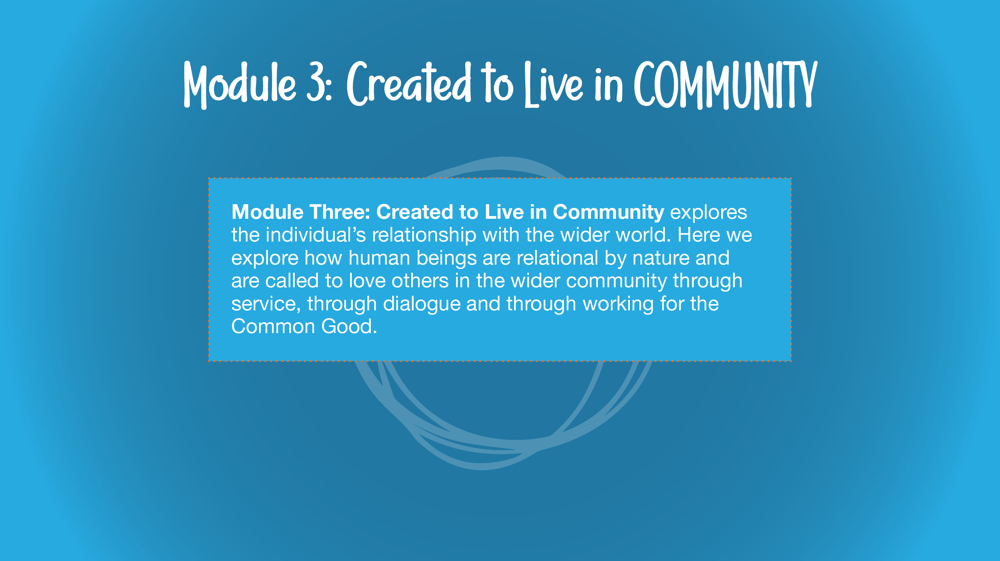 Module 3: Created to Live in COMMUNITY
Module Three: Created to Live in Community explores
the individual’s relationship with the wider world. Here we
explore how human beings are relational by nature and
are called to love others in the wider community through
service, through dialogue and through working for the
Common Good.